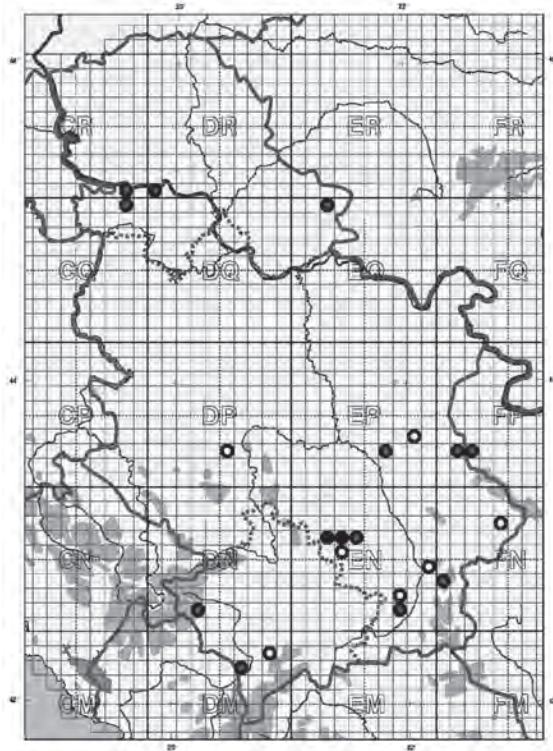 CR DR ER FR
CQ DQ EQ FQ
CP DP EP FP
CN DN EN FN
CM DM EM FM